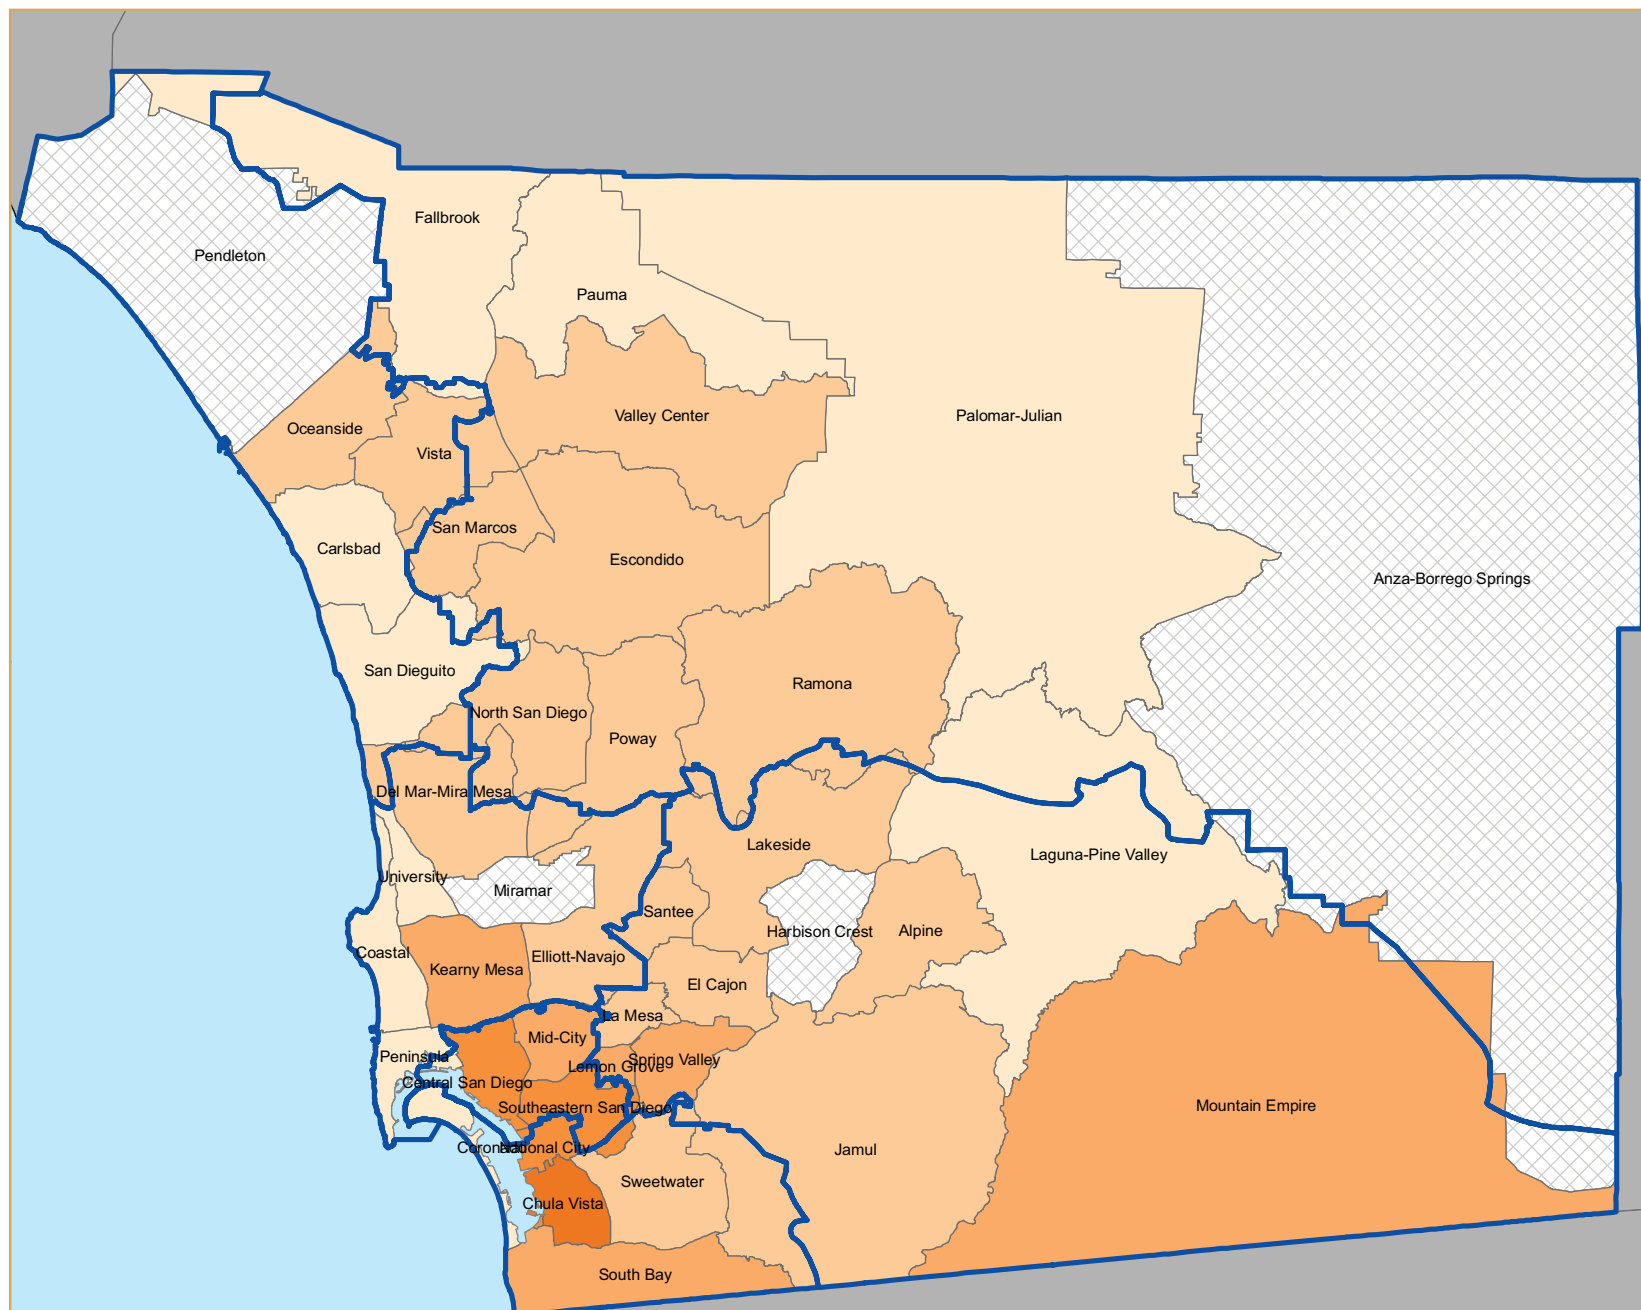 Fallbrook
Pendleton
Pauma
Valley Center
Palomar-Julian
Oceanside
Vista
San Marcos
Carlsbad
Escondido
Anza-Borrego Springs
San Dieguito
Ramona
North San Diego
Poway
Del Mar-Mira Mesa
Lakeside
Laguna-Pine Valley
University
Miramar
Santee
Harbison Crest
Alpine
Coastal
Elliott-Navajo
Kearny Mesa
El Cajon
La Mesa
Mid-City
Peninsula
Lemon Grove
Spring Valley
Central San Diego
Southeastern San Diego
Mountain Empire
Coronado
National City
Jamul
Sweetwater
Chula Vista
South Bay